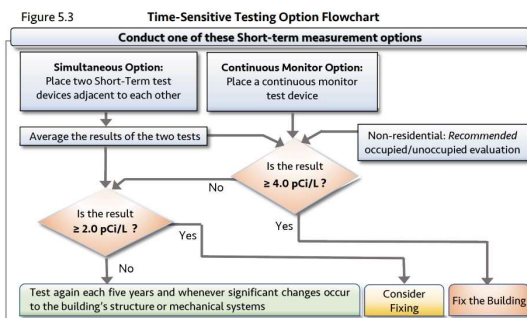 Figure 5.3 Time-Sensitive Testing Option Flowchart
Conduct one of these Short-term measurement options
Simultaneous Option:
Place two Short-Term test
devices adjacent to each other
Continuous Monitor Option:
Place a continuous monitor
test device
Average the results of the two tests
Non-residential: Recommended
occupied/unoccupied evaluation
Is the result
≥ 4.0 pCi/L ?
No
Yes
Is the result
≥ 2.0 pCi/L ?
Yes
No
Test again each five years and whenever significant changes occur
to the building's structure or mechanical systems
Consider
Fixing
Fix the Building